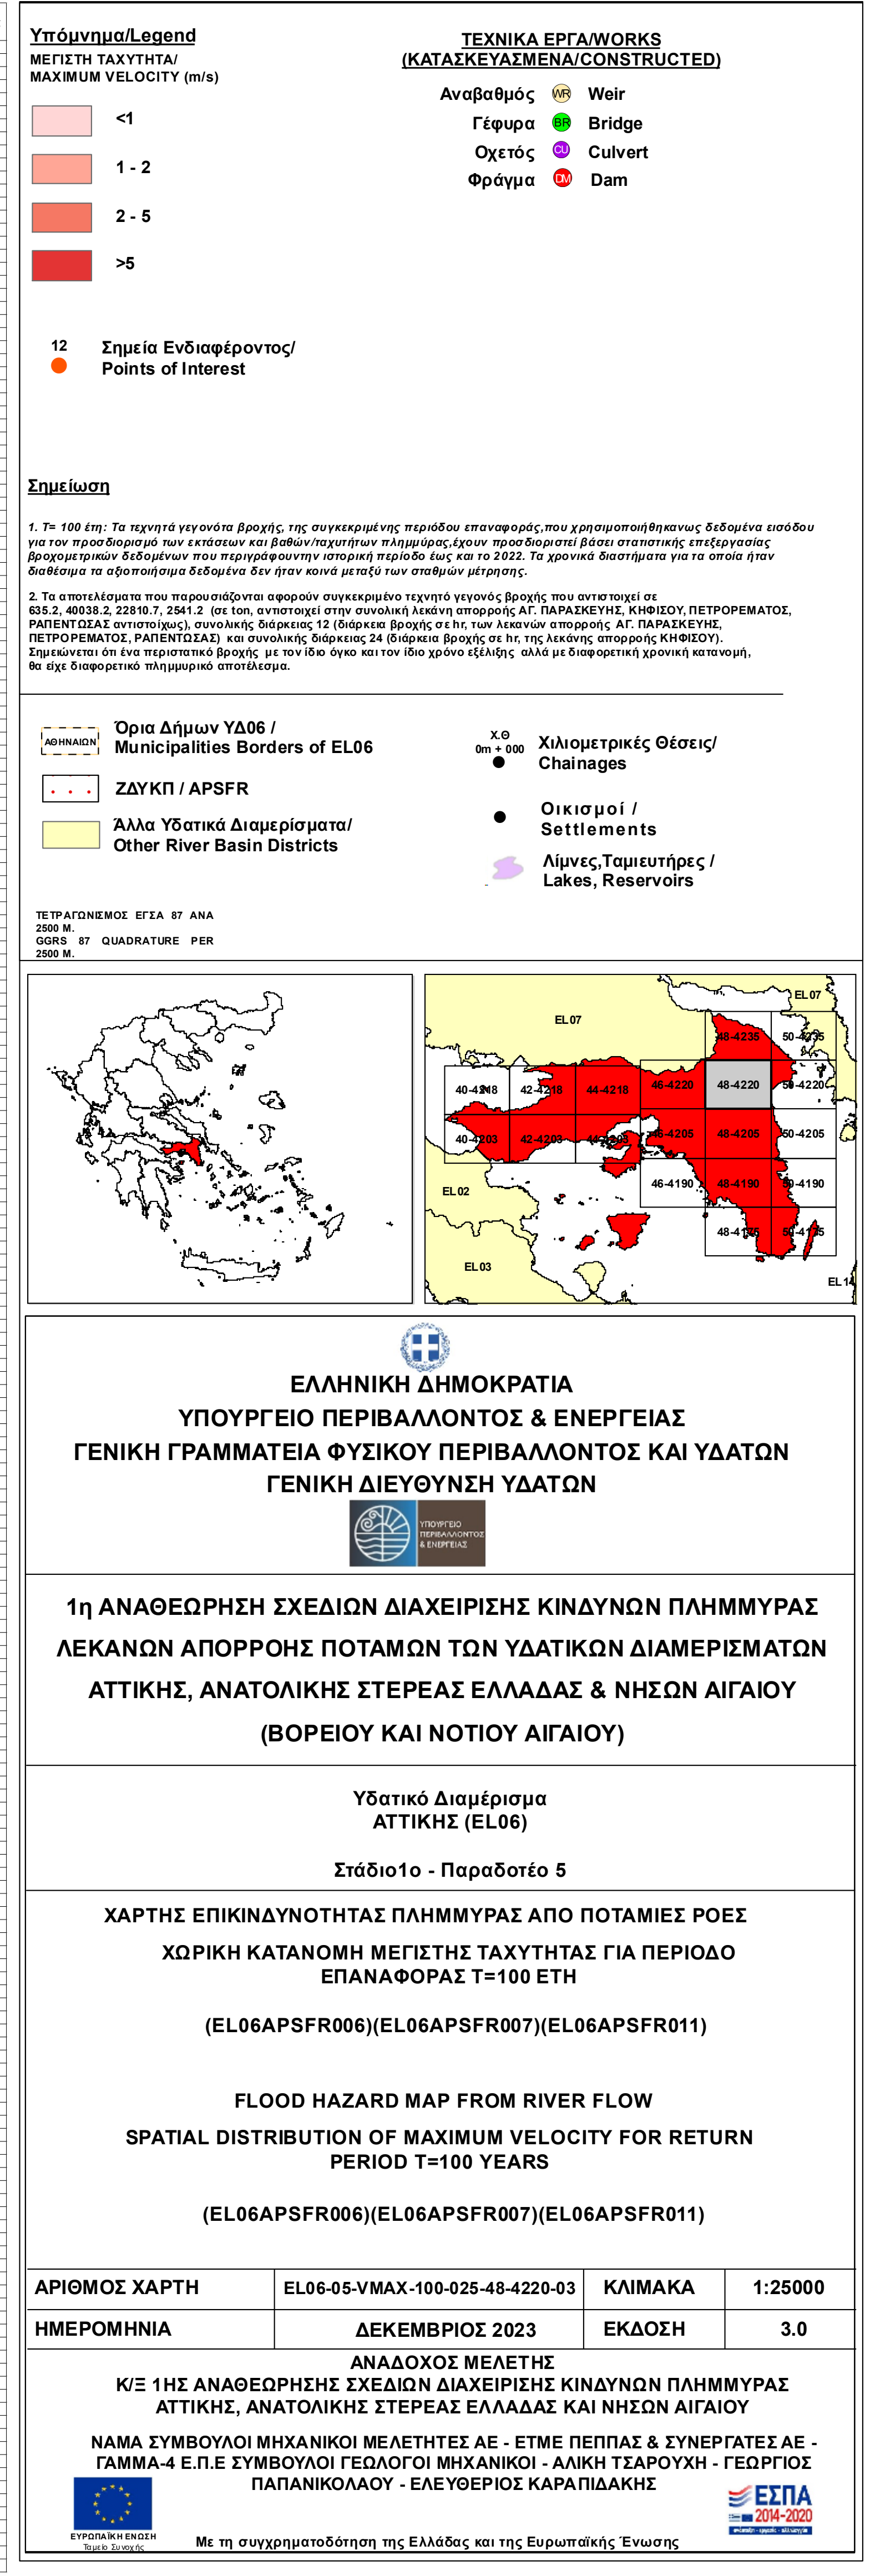 Υπόμνημα/Legend
ΜΕΓΙΣΤΗ ΤΑΧΥΤΗΤΑ/
MAXIMUM VELOCITY (m/s)
<1
1 - 2
2 - 5
>5
12
Σημεία Ενδιαφέροντος/
Points of Interest
ΤΕΧΝΙΚΑ ΕΡΓΑ/WORKS
(ΚΑΤΑΣΚΕΥΑΣΜΕΝΑ/CONSTRUCTED)
Αναβαθμός WR Weir
Γέφυρα BR Bridge
Οχετός CU Culvert
Φράγμα DM Dam
Σημείωση
1. Τ= 100 έτη: Τα τεχνητά γεγονότα βροχής, της συγκεκριμένης περιόδου επαναφοράς,που χρησιμοποιήθηκανως δεδομένα εισόδου
για τον προσδιορισμό των εκτάσεων και βαθών/ταχυτήτων πλημμύρας,έχουν προσδιοριστεί βάσει στατιστικής επεξεργασίας
βροχομετρικών δεδομένων που περιγράφουντην ιστορική περίοδο έως και το 2022. Τα χρονικά διαστήματα για τα οποία ήταν
διαθέσιμα τα αξιοποιήσιμα δεδομένα δεν ήταν κοινά μεταξύ των σταθμών μέτρησης.
2. Τα αποτελέσματα που παρουσιάζονται αφορούν συγκεκριμένο τεχνητό γεγονός βροχής που αντιστοιχεί σε
635.2, 40038.2, 22810.7, 2541.2 (σε ton, αντιστοιχεί στην συνολική λεκάνη απορροής ΑΓ. ΠΑΡΑΣΚΕΥΗΣ, ΚΗΦΙΣΟΥ, ΠΕΤΡΟΡΕΜΑΤΟΣ,
ΡΑΠΕΝΤΩΣΑΣ αντιστοίχως), συνολικής διάρκειας 12 (διάρκεια βροχής σε hr, των λεκανών απορροής ΑΓ. ΠΑΡΑΣΚΕΥΗΣ,
ΠΕΤΡΟΡΕΜΑΤΟΣ, ΡΑΠΕΝΤΩΣΑΣ) και συνολικής διάρκειας 24 (διάρκεια βροχής σε hr, της λεκάνης απορροής ΚΗΦΙΣΟΥ).
Σημειώνεται ότι ένα περιστατικό βροχής με τον ίδιο όγκο και τον ίδιο χρόνο εξέλιξης αλλά με διαφορετική χρονική κατανομή,
θα είχε διαφορετικό πλημμυρικό αποτέλεσμα.
ΑΘΗΝΑΙΩΝ
Όρια Δήμων ΥΔ06 /
Municipalities Borders of EL06
ΖΔΥΚΠ / APSFR
Άλλα Υδατικά Διαμερίσματα/
Other River Basin Districts
Χ.Θ
0m + 000
Χιλιομετρικές Θέσεις/
Chainages
Οικισμοί /
Settlements
Λίμνες,Ταμιευτήρες /
Lakes, Reservoirs
ΤΕΤΡΑΓΩΝΙΣΜΟΣ ΕΓΣΑ 87 ΑΝΑ
2500 Μ.
GGRS 87 QUADRATURE PER
2500 M.
EL07
EL07
48-4235 50-4235
40-4218 42-4218 44-4218 46-4220 48-4220 50-4220
40-4203 42-4203 44-4203 46-4205 48-4205 50-4205
46-4190 48-4190 50-4190
EL02
48-4175 50-4175
EL03
EL14
ΕΛΛΗΝΙΚΗ ΔΗΜΟΚΡΑΤΙΑ
ΥΠΟΥΡΓΕΙΟ ΠΕΡΙΒΑΛΛΟΝΤΟΣ & ΕΝΕΡΓΕΙΑΣ
ΓΕΝΙΚΗ ΓΡΑΜΜΑΤΕΙΑ ΦΥΣΙΚΟΥ ΠΕΡΙΒΑΛΛΟΝΤΟΣ ΚΑΙ ΥΔΑΤΩΝ
ΓΕΝΙΚΗ ΔΙΕΥΘΥΝΣΗ ΥΔΑΤΩΝ
ΥΠΟΥΡΓΕΙΟ
ΠΕΡΙΒΑΛΛΟΝΤΟΣ
& ΕΝΕΡΓΕΙΑΣ
1η ΑΝΑΘΕΩΡΗΣΗ ΣΧΕΔΙΩΝ ΔΙΑΧΕΙΡΙΣΗΣ ΚΙΝΔΥΝΩΝ ΠΛΗΜΜΥΡΑΣ
ΛΕΚΑΝΩΝ ΑΠΟΡΡΟΗΣ ΠΟΤΑΜΩΝ ΤΩΝ ΥΔΑΤΙΚΩΝ ΔΙΑΜΕΡΙΣΜΑΤΩΝ
ΑΤΤΙΚΗΣ, ΑΝΑΤΟΛΙΚΗΣ ΣΤΕΡΕΑΣ ΕΛΛΑΔΑΣ & ΝΗΣΩΝ ΑΙΓΑΙΟΥ
(ΒΟΡΕΙΟΥ ΚΑΙ ΝΟΤΙΟΥ ΑΙΓΑΙΟΥ)
Υδατικό Διαμέρισμα
ΑΤΤΙΚΗΣ (EL06)
Στάδιο1ο - Παραδοτέο 5
ΧΑΡΤΗΣ ΕΠΙΚΙΝΔΥΝΟΤΗΤΑΣ ΠΛΗΜΜΥΡΑΣ ΑΠΟ ΠΟΤΑΜΙΕΣ ΡΟΕΣ
ΧΩΡΙΚΗ ΚΑΤΑΝΟΜΗ ΜΕΓΙΣΤΗΣ ΤΑΧΥΤΗΤΑΣ ΓΙΑ ΠΕΡΙΟΔΟ
ΕΠΑΝΑΦΟΡΑΣ Τ=100 ΕΤΗ
(EL06APSFR006)(EL06APSFR007)(EL06APSFR011)
FLOOD HAZARD MAP FROM RIVER FLOW
SPATIAL DISTRIBUTION OF MAXIMUM VELOCITY FOR RETURN
PERIOD T=100 YEARS
(EL06APSFR006)(EL06APSFR007)(EL06APSFR011)
ΑΡΙΘΜΟΣ ΧΑΡΤΗ EL06-05-VMAX-100-025-48-4220-03 ΚΛΙΜΑΚΑ 1:25000
ΗΜΕΡΟΜΗΝΙΑ ΔΕΚΕΜΒΡΙΟΣ 2023 ΕΚΔΟΣΗ 3.0
ΑΝΑΔΟΧΟΣ ΜΕΛΕΤΗΣ
Κ/Ξ 1ΗΣ ΑΝΑΘΕΩΡΗΣΗΣ ΣΧΕΔΙΩΝ ΔΙΑΧΕΙΡΙΣΗΣ ΚΙΝΔΥΝΩΝ ΠΛΗΜΜΥΡΑΣ
ΑΤΤΙΚΗΣ, ΑΝΑΤΟΛΙΚΗΣ ΣΤΕΡΕΑΣ ΕΛΛΑΔΑΣ ΚΑΙ ΝΗΣΩΝ ΑΙΓΑΙΟΥ
ΝΑΜΑ ΣΥΜΒΟΥΛΟΙ ΜΗΧΑΝΙΚΟΙ ΜΕΛΕΤΗΤΕΣ ΑΕ - ΕΤΜΕ ΠΕΠΠΑΣ & ΣΥΝΕΡΓΑΤΕΣ ΑΕ -
ΓΑΜΜΑ-4 Ε.Π.Ε ΣΥΜΒΟΥΛΟΙ ΓΕΩΛΟΓΟΙ ΜΗΧΑΝΙΚΟΙ - ΑΛΙΚΗ ΤΣΑΡΟΥΧΗ - ΓΕΩΡΓΙΟΣ
ΠΑΠΑΝΙΚΟΛΑΟΥ - ΕΛΕΥΘΕΡΙΟΣ ΚΑΡΑΠΙΔΑΚΗΣ
ΕΥΡΩΠΑΪΚΗ ΕΝΩΣΗ
Ταμείο Συνοχής
Με τη συγχρηματοδότηση της Ελλάδας και της Ευρωπαϊκής Ένωσης
ΕΣΠΑ
2014-2020